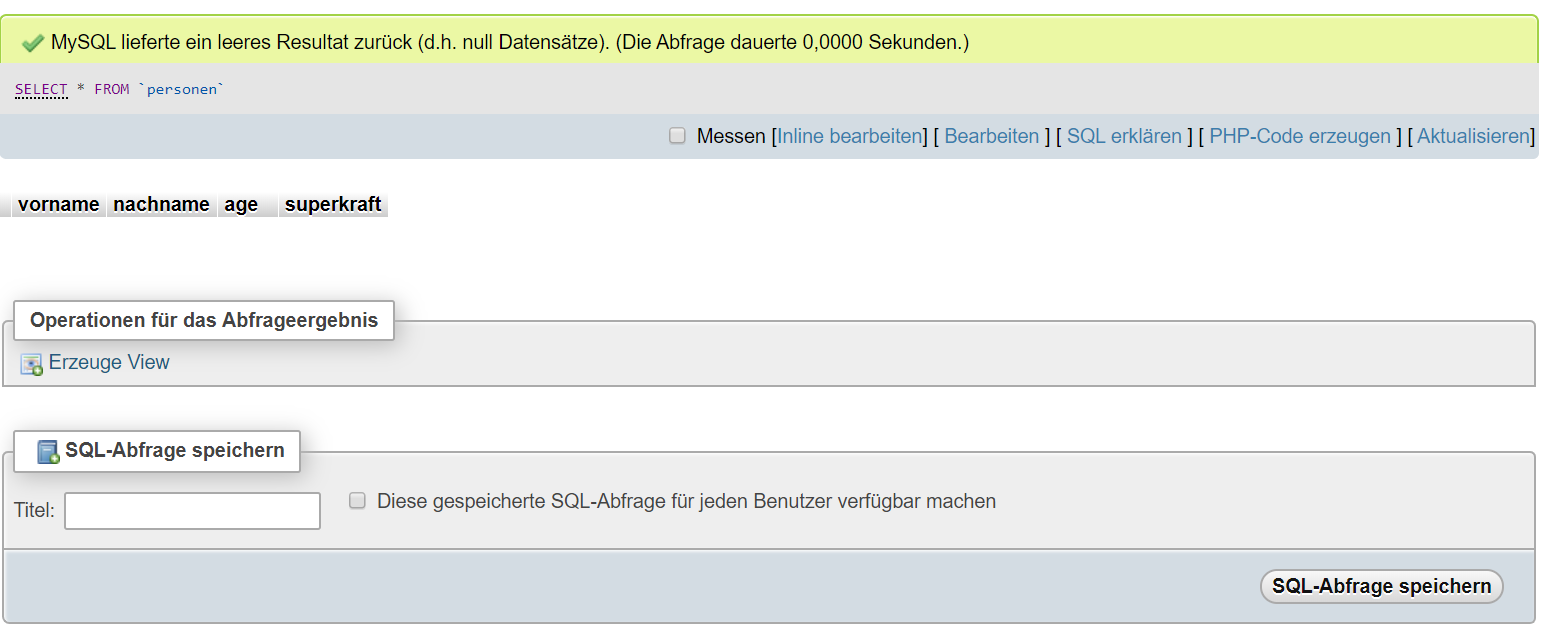 MySQL lieferte ein leeres Resultat zurück (d.h. null Datensätze). (Die Abfrage dauerte 0,0000 Sekunden.)
SELECT * FROM `personen`
Messen [Inline bearbeiten] [ Bearbeiten ] [ SQL erklären ] [ PHP-Code erzeugen ] [ Aktualisieren]
vorname nachname age superkraft
Operationen für das Abfrageergebnis
Erzeuge View
SQL-Abfrage speichern
Titel: Diese gespeicherte SQL-Abfrage für jeden Benutzer verfügbar machen
SQL-Abfrage speichern